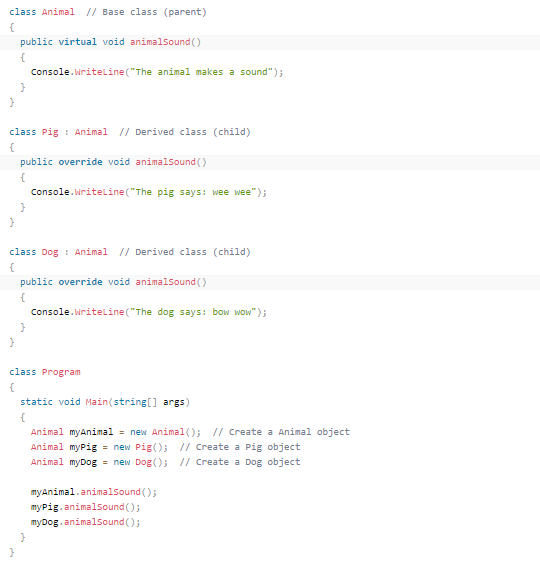 class Animal  // Base class (parent)
{
  public virtual void animalSound()
  {
    Console.WriteLine("The animal makes a sound");
  }
}

class Pig : Animal  // Derived class (child)
{
  public override void animalSound()
  {
    Console.WriteLine("The pig says: wee wee");
  }
}

class Dog : Animal  // Derived class (child)
{
  public override void animalSound()
  {
    Console.WriteLine("The dog says: bow wow");
  }
}

class Program
{
  static void Main(string[] args)
  {
    Animal myAnimal = new Animal();  // Create a Animal object
    Animal myPig = new Pig();  // Create a Pig object
    Animal myDog = new Dog();  // Create a Dog object

    myAnimal.animalSound();
    myPig.animalSound();
    myDog.animalSound();
  }
}